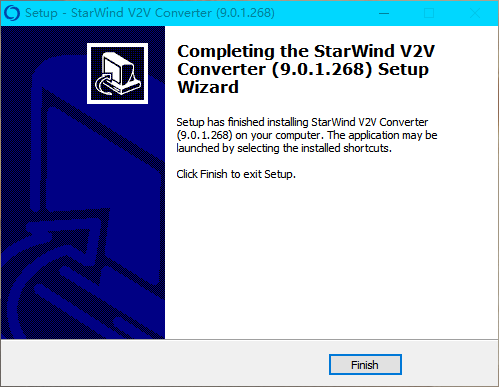 Setup - StarWind V2V Converter (9.0.1.268)
Completing the StarWind V2V
Converter (9.0.1.268) Setup
Wizard
Setup has finished installing StarWind V2V Converter
(9.0.1.268) on your computer. The application may be
launched by selecting the installed shortcuts.
Click Finish to exit Setup.
Finish